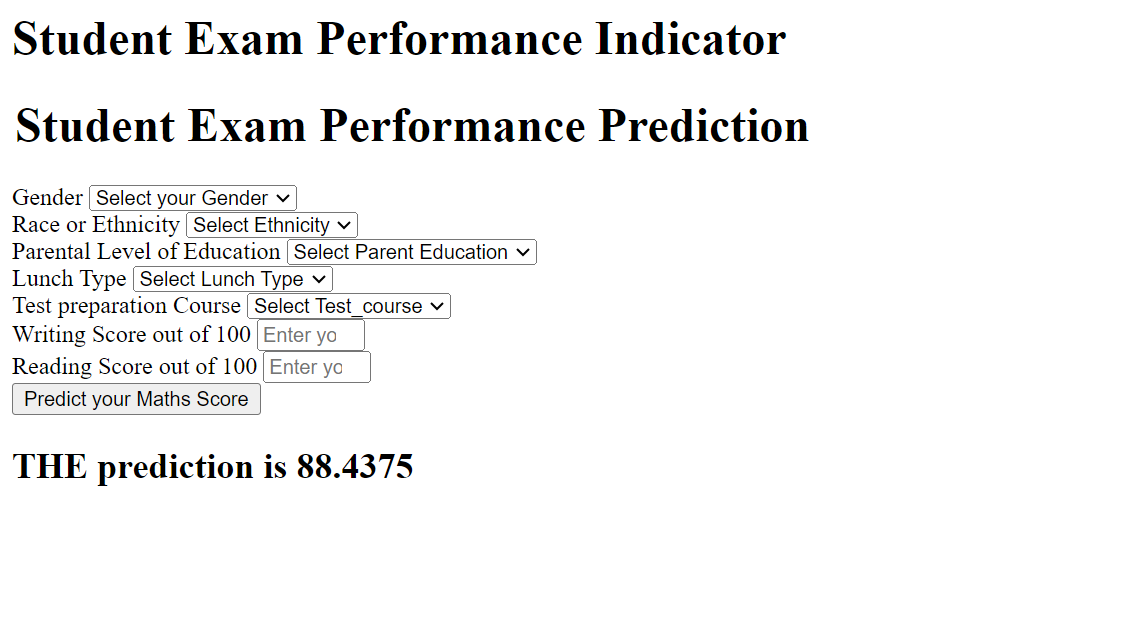 Student Exam Performance Indicator
Student Exam Performance Prediction
Gender Select your Gender
Race or Ethnicity Select Ethnicity
Parental Level of Education Select Parent Education
Lunch Type Select Lunch Type
Test preparation Course Select Test_course
Writing Score out of 100 Enter yo
Reading Score out of 100 Enter yo
Predict your Maths Score
THE prediction is 88.4375